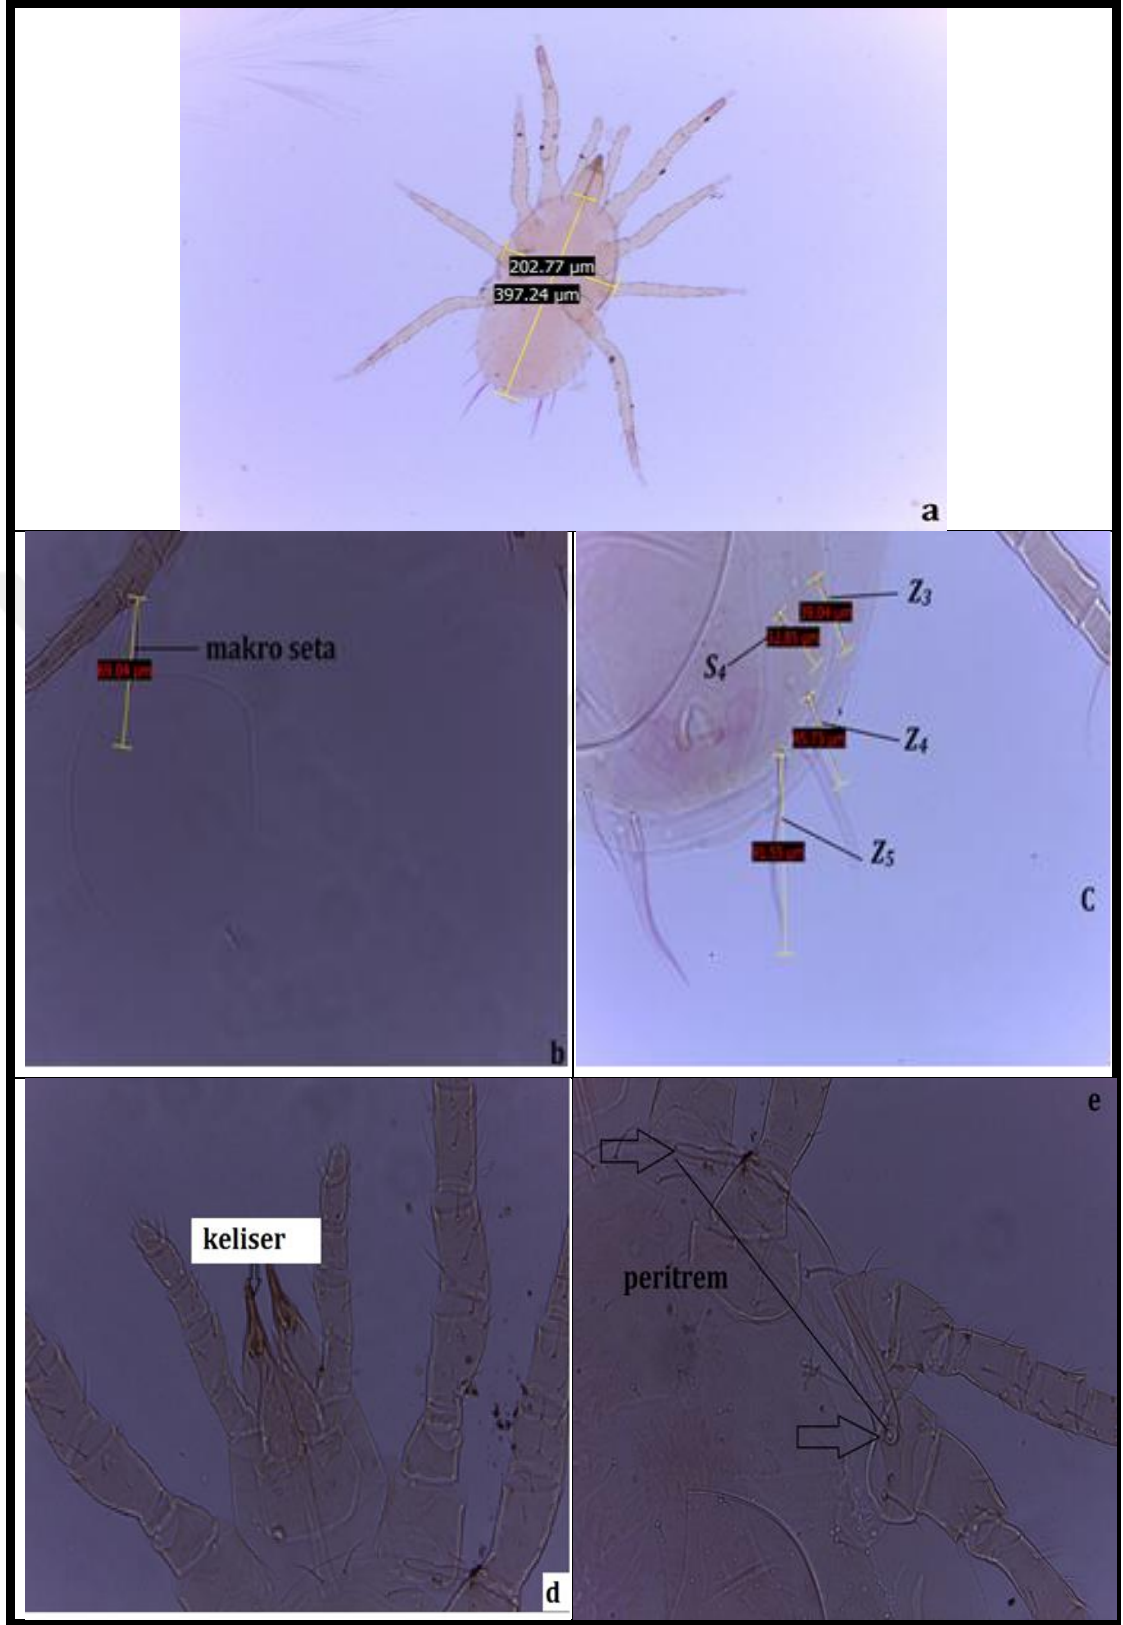 202.77 µm
397.24 µm
a
makro seta
b
Z3
S4
Z4
Z5
C
keliser
d
e
peritrem